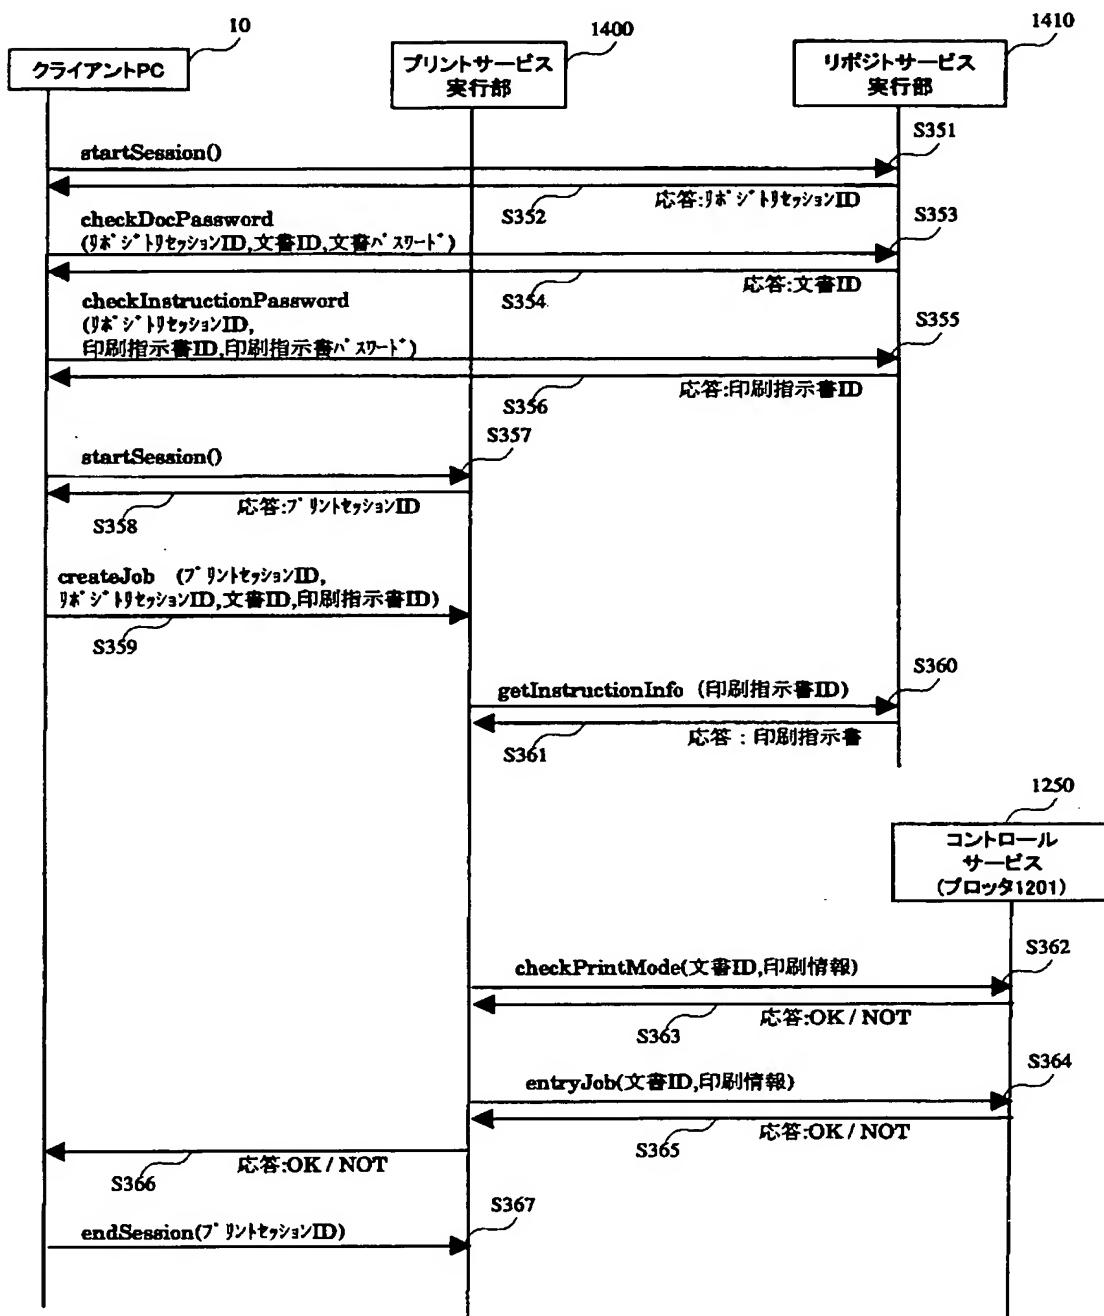 10
クライアントPC
1400
プリントサービス
実行部
1410
リポジトサービス
実行部
startSession()
S351
応答:ﾘﾎﾟｼﾞﾄﾘｾｯｼｮﾝID
S352
checkDocPassword
(ﾘﾎﾟｼﾞﾄﾘｾｯｼｮﾝID,文書ID,文書ﾊﾟｽﾜｰﾄﾞ)
S353
応答:文書ID
S354
checkInstructionPassword
(ﾘﾎﾟｼﾞﾄﾘｾｯｼｮﾝID,
印刷指示書ID,印刷指示書ﾊﾟｽﾜｰﾄﾞ)
S355
応答:印刷指示書ID
S356
startSession()
S357
応答:ﾌﾟﾘﾝﾄｾｯｼｮﾝID
S358
createJob (ﾌﾟﾘﾝﾄｾｯｼｮﾝID,
ﾘﾎﾟｼﾞﾄﾘｾｯｼｮﾝID,文書ID,印刷指示書ID)
S359
getInstructionInfo (印刷指示書ID)
S360
応答:印刷指示書
S361
1250
コントロール
サービス
(プロッタ1201)
checkPrintMode(文書ID,印刷情報)
S362
応答:OK / NOT
S363
entryJob(文書ID,印刷情報)
S364
応答:OK / NOT
S365
応答:OK / NOT
S366
endSession(ﾌﾟﾘﾝﾄｾｯｼｮﾝID)
S367